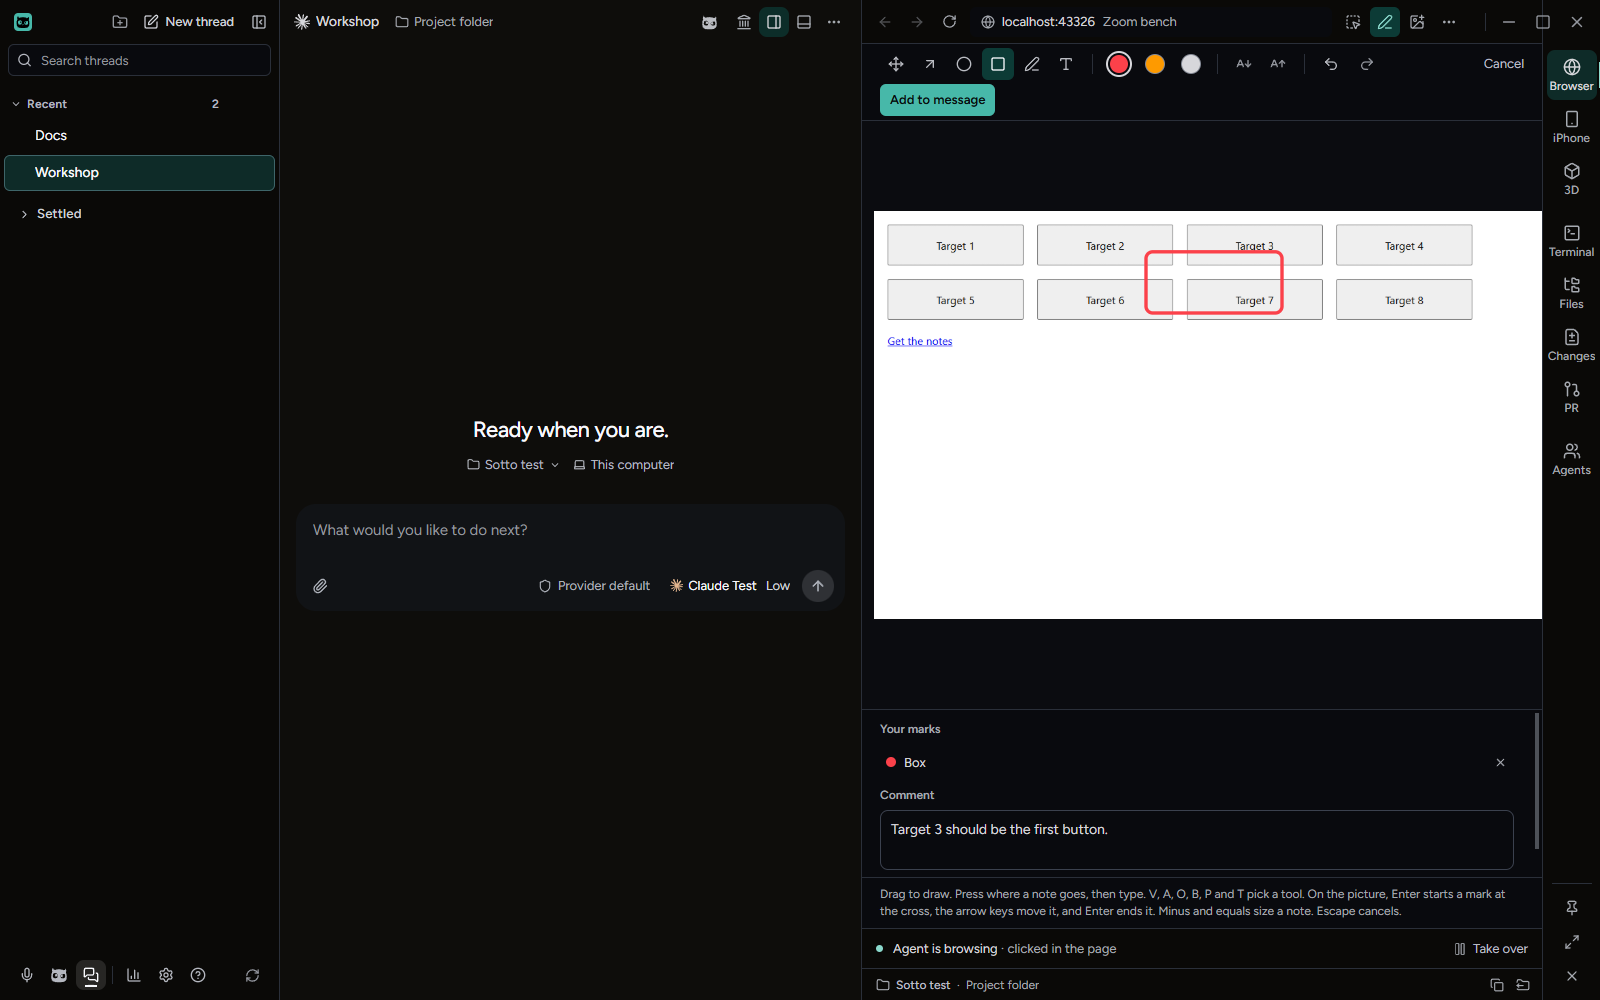 New thread
Search threads
Recent 2
Docs
Workshop
Settled
Workshop Project folder
Ready when you are.
Sotto test This computer
What would you like to do next?
Provider default Claude Test Low
localhost:43326 Zoom bench
T A A Cancel
Add to message
Target 1 Target 2 Target 3 Target 4
Target 5 Target 6 Target 7 Target 8
Get the notes
Your marks
Box
Comment
Target 3 should be the first button.
Drag to draw. Press where a note goes, then type. V, A, O, B, P and T pick a tool. On the picture, Enter starts a mark at
the cross, the arrow keys move it, and Enter ends it. Minus and equals size a note. Escape cancels.
Agent is browsing · clicked in the page Take over
Sotto test · Project folder
Browser
iPhone
3D
Terminal
Files
Changes
PR
Agents